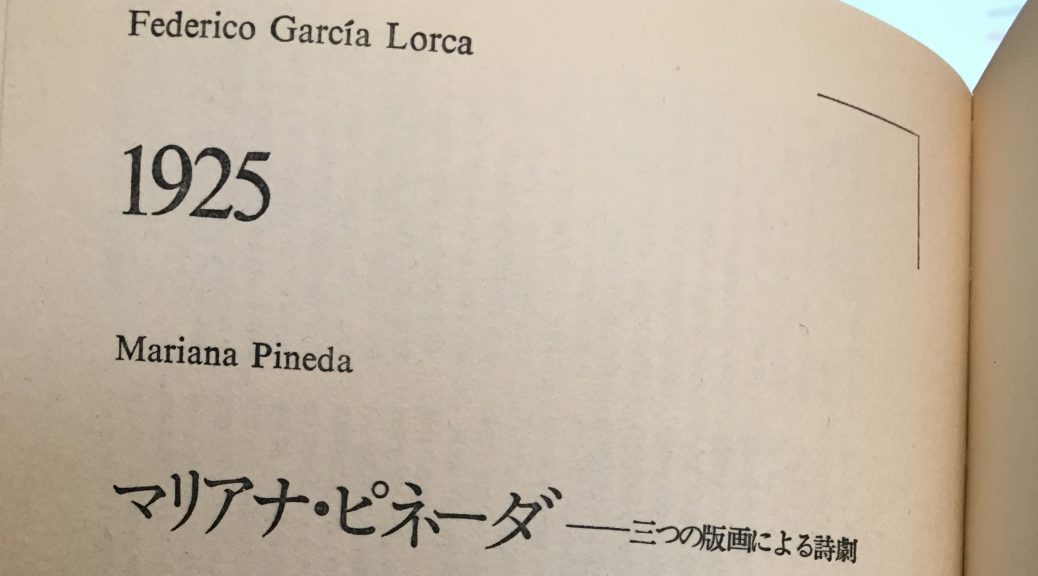 Federico García Lorca
1925
Mariana Pineda
マリアナ・ピネーダ——三つの版画による詩劇